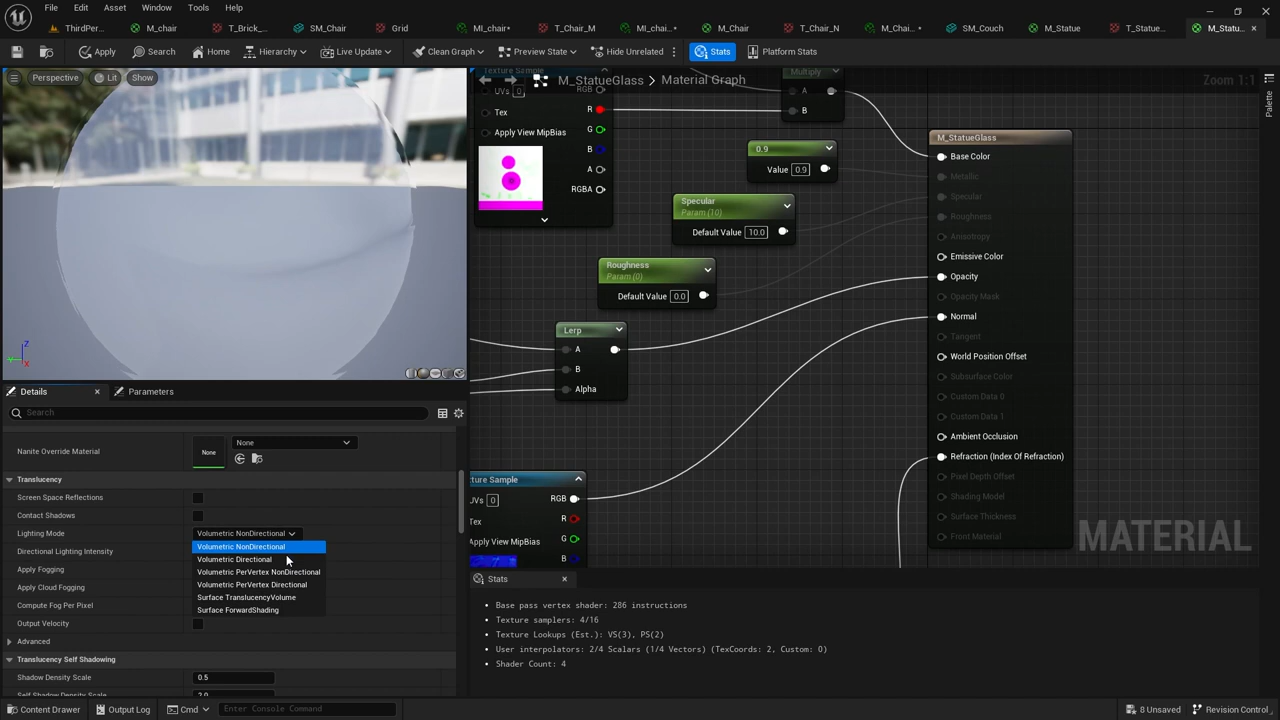 File Edit Asset Window Tools Help
ThirdPer... M_chair T_Brick_... SM_Chair Grid MI_chair* T_Chair_M MI_chai...* M_Chair T_Chair_N M_Chai...* SM_Couch M_Statue T_Statue... M_Statu...
Apply Search Home Hierarchy Live Update Clean Graph Preview State Hide Unrelated Stats Platform Stats
Perspective Lit Show
Texture Sample
M_StatueGlass > Material Graph
Zoom 1:1
Palette
UVs 0 RGB
Tex R
G
Apply View MipBias
B
A
RGBA
Multiply
A
B
0.9
Value 0.9
Specular
Param (10)
Default Value 10.0
Roughness
Param (0)
Default Value 0.0
Lerp
A
B
Alpha
ture Sample
UVs 0 RGB
Tex R
G
Apply View MipBias
B
M_StatueGlass
Base Color
Metallic
Specular
Roughness
Anisotropy
Emissive Color
Opacity
Opacity Mask
Normal
Tangent
World Position Offset
Subsurface Color
Custom Data 0
Custom Data 1
Ambient Occlusion
Refraction (Index Of Refraction)
Pixel Depth Offset
Shading Model
Surface Thickness
Front Material
MATERIAL
Z
Y
X
Details Parameters
Search
Nanite Override Material None None
Translucency
Screen Space Reflections
Contact Shadows
Lighting Mode Volumetric NonDirectional
Volumetric NonDirectional
Directional Lighting Intensity
Volumetric Directional
Apply Fogging
Volumetric PerVertex NonDirectional
Apply Cloud Fogging
Volumetric PerVertex Directional
Compute Fog Per Pixel
Surface TranslucencyVolume
Surface ForwardShading
Output Velocity
Advanced
Translucency Self Shadowing
Shadow Density Scale 0.5
Self Shadow Density Scale 2.0
Stats
Base pass vertex shader: 286 instructions
Texture samplers: 4/16
Texture Lookups (Est.): VS(3), PS(2)
User interpolators: 2/4 Scalars (1/4 Vectors) (TexCoords: 2, Custom: 0)
Shader Count: 4
Content Drawer Output Log Cmd Enter Console Command 8 Unsaved Revision Control